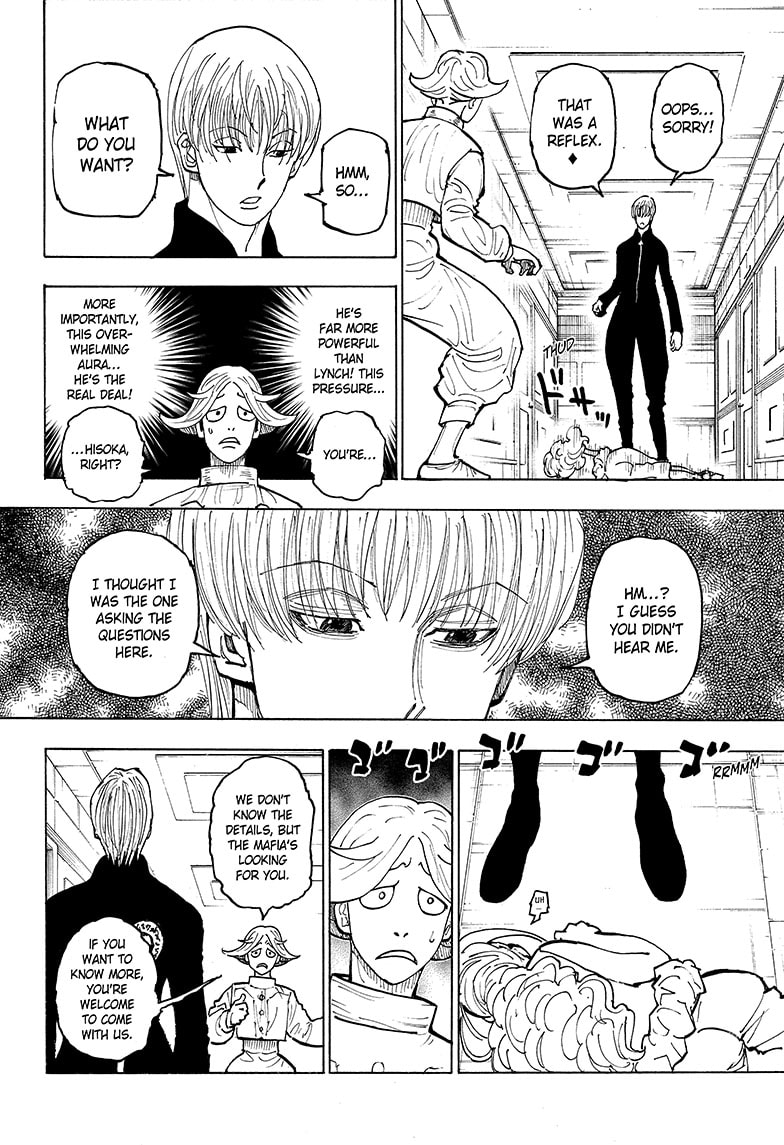 OOPS...
SORRY!
THAT
WAS A
REFLEX.
♦
THUD
ドサッ
HMM,
SO...
WHAT
DO YOU
WANT?
HE'S
FAR MORE
POWERFUL
THAN
LYNCH! THIS
PRESSURE...
MORE
IMPORTANTLY,
THIS OVER-
WHELMING
AURA...
HE'S THE
REAL DEAL!
YOU'RE...
...HISOKA,
RIGHT?
HM...?
I GUESS
YOU DIDN'T
HEAR ME.
I THOUGHT I
WAS THE ONE
ASKING THE
QUESTIONS
HERE.
ゴゴゴ
RRMMM
UH
ゴゴ
WE DON'T
KNOW THE
DETAILS, BUT
THE MAFIA'S
LOOKING
FOR YOU.
IF YOU
WANT TO
KNOW MORE,
YOU'RE
WELCOME
TO COME
WITH US.